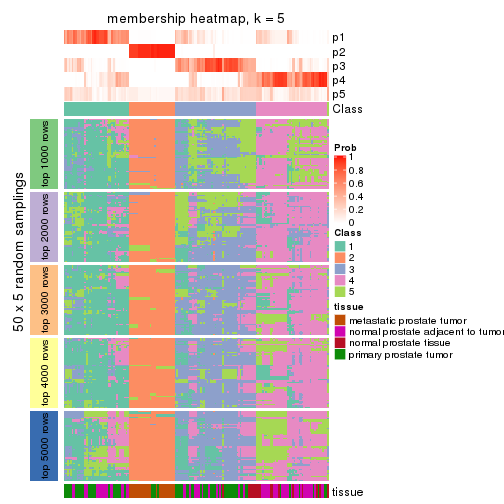 membership heatmap, k = 5
p1
p2
p3
p4
p5
Class
50 x 5 random samplings
top 1000 rows
top 2000 rows
top 3000 rows
top 4000 rows
top 5000 rows
Prob
1
0.8
0.6
0.4
0.2
0
Class
1
2
3
4
5
tissue
metastatic prostate tumor
normal prostate adjacent to tumor
normal prostate tissue
primary prostate tumor
tissue